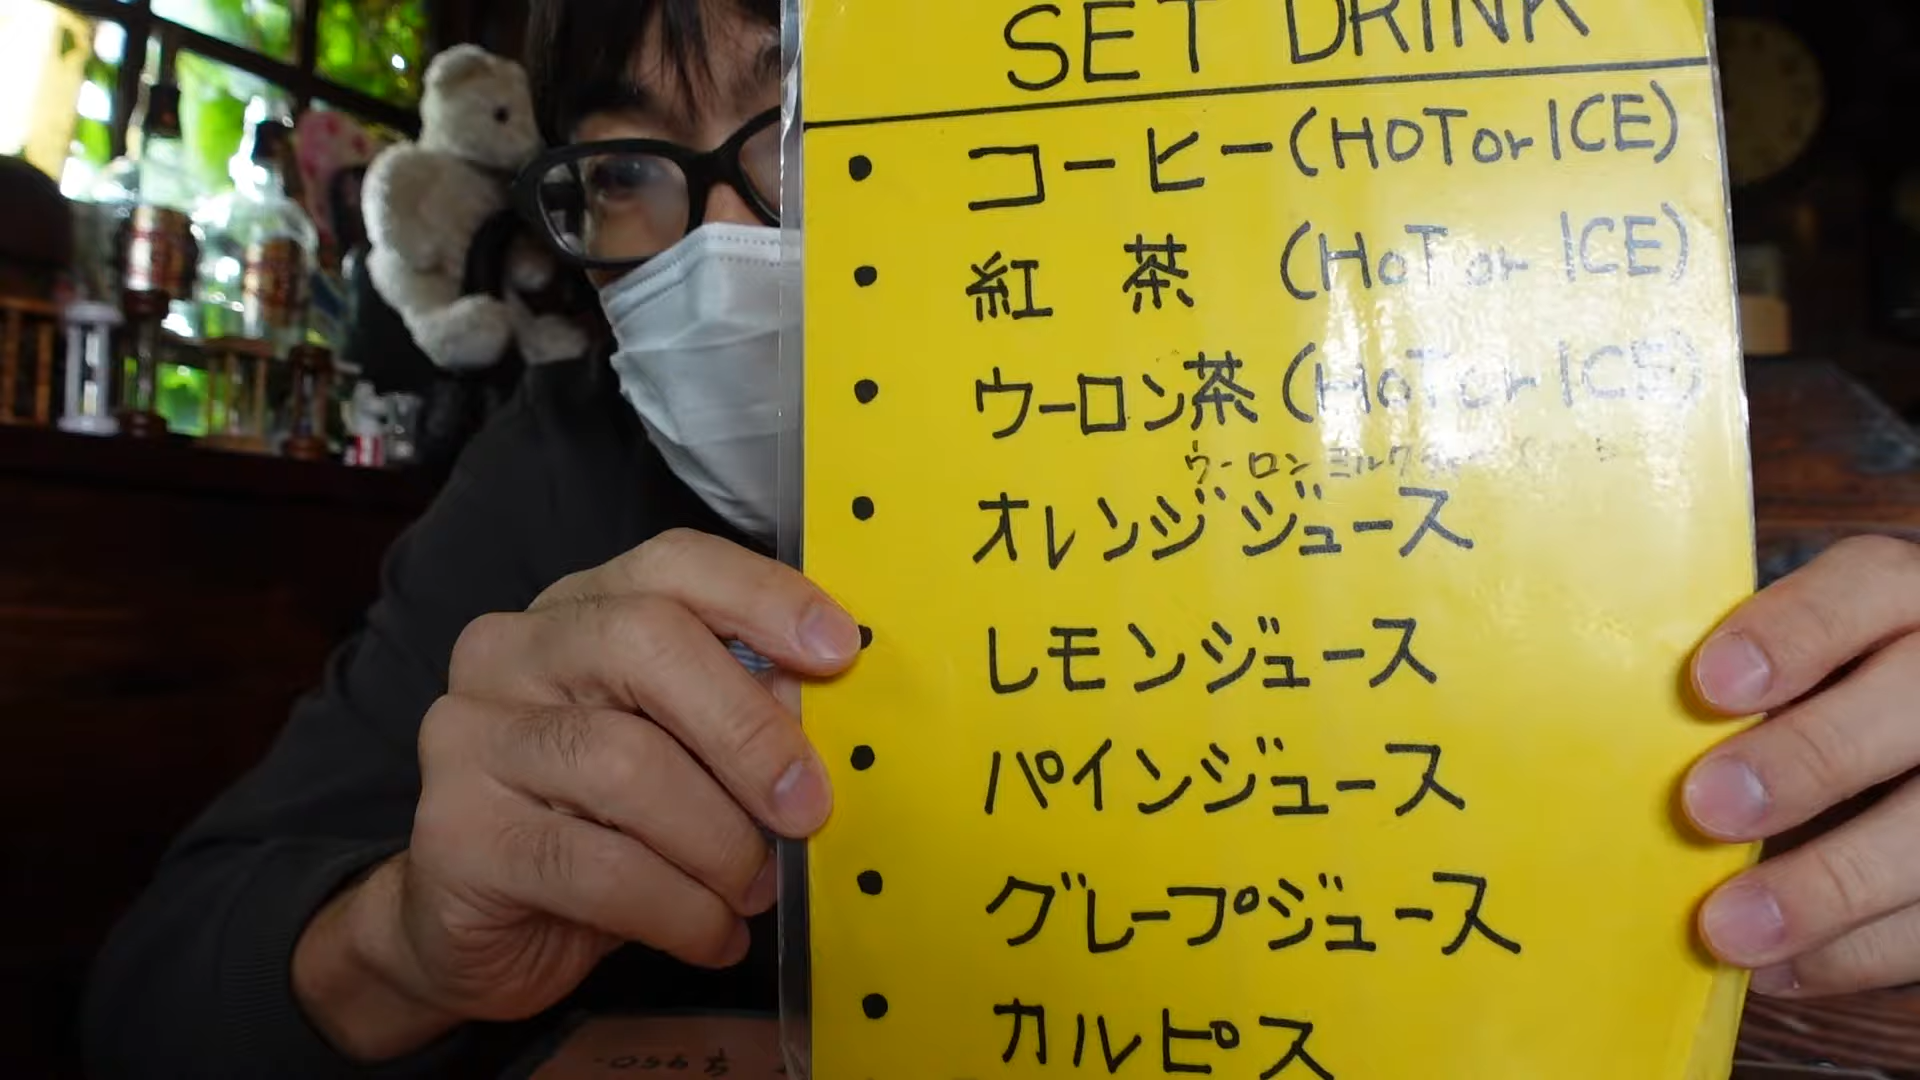 SET DRINK
・ コーヒー(HOT or ICE)
・ 紅 茶 (HOT or ICE)
・ ウーロン茶(HOT or ICE)
ウーロンミルク
・ オレンジジュース
・ レモンジュース
・ パインジュース
・ グレープジュース
・ カルピス